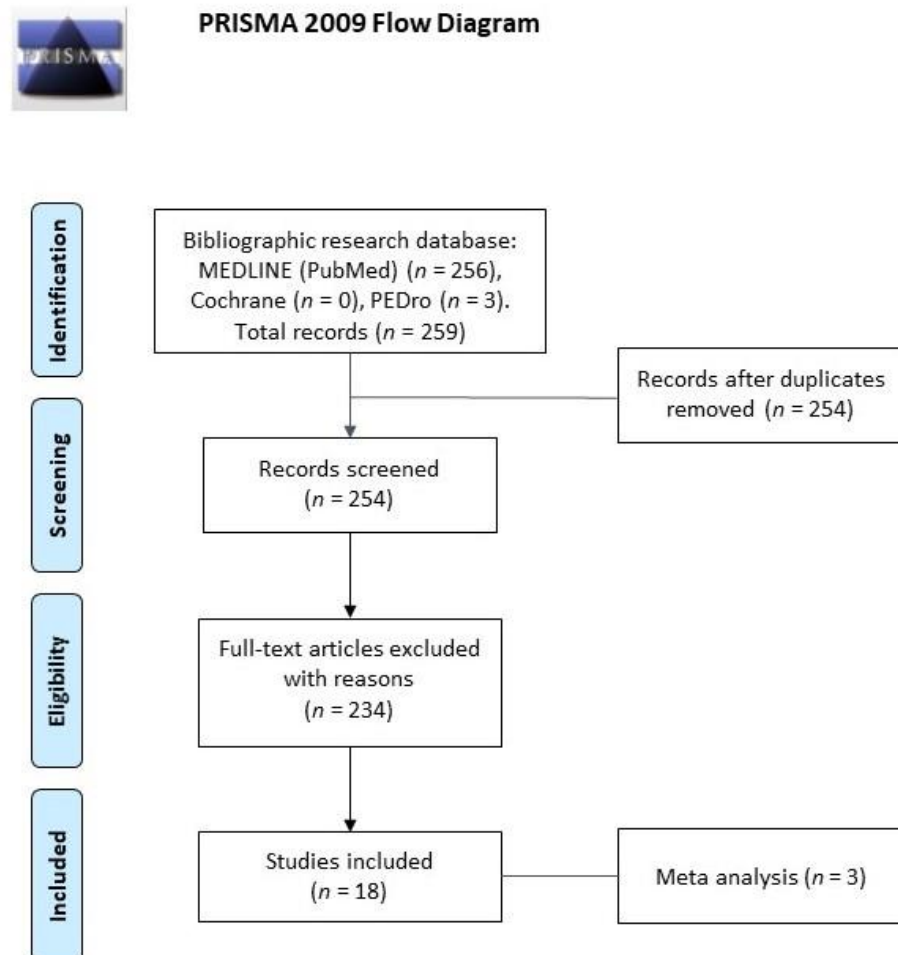 PRISMA 2009 Flow Diagram
PRISMA
Identification
Bibliographic research database:
MEDLINE (PubMed) (n = 256),
Cochrane (n = 0), PEDro (n = 3).
Total records (n = 259)
Records after duplicates
removed (n = 254)
Screening
Records screened
(n = 254)
Eligibility
Full-text articles excluded
with reasons
(n = 234)
Included
Studies included
(n = 18)
Meta analysis (n = 3)